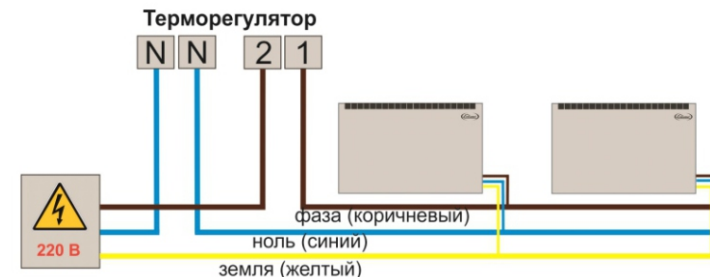 Терморегулятор
N N 2 1
фаза (коричневый)
ноль (синий)
220 В
земля (желтый)